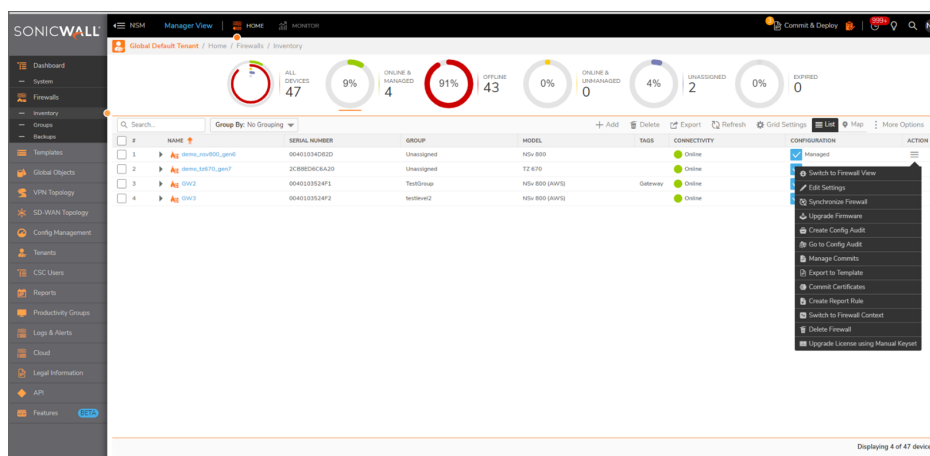 SONICWALL
NSM
Manager View
HOME
MONITOR
Commit & Deploy
999+
Global Default Tenant / Home / Firewalls / Inventory
Dashboard
System
Firewalls
Inventory
Groups
Backups
Templates
Global Objects
VPN Topology
SD-WAN Topology
Config Management
Tenants
CSC Users
Reports
Productivity Groups
Logs & Alerts
Cloud
Legal Information
API
Features BETA
ALL DEVICES
47
9%
ONLINE & MANAGED
4
91%
OFFLINE
43
0%
ONLINE & UNMANAGED
0
4%
UNASSIGNED
2
0%
EXPIRED
0
Search...
Group By: No Grouping
Add
Delete
Export
Refresh
Grid Settings
List
Map
More Options
# NAME SERIAL NUMBER GROUP MODEL TAGS CONNECTIVITY CONFIGURATION ACTION
1 demo_nsv800_gen6 00401034DB2D Unassigned NSv 800 Online Managed
2 demo_tz670_gen7 2CB8ED6C6A20 Unassigned TZ 670 Online
3 GW2 0040103524F1 TestGroup NSv 800 (AWS) Gateway Online
4 GW3 0040103524F2 testlevel2 NSv 800 (AWS) Online
Switch to Firewall View
Edit Settings
Synchronize Firewall
Upgrade Firmware
Create Config Audit
Go to Config Audit
Manage Commits
Export to Template
Commit Certificates
Create Report Rule
Switch to Firewall Context
Delete Firewall
Upgrade License using Manual Keyset
Displaying 4 of 47 device